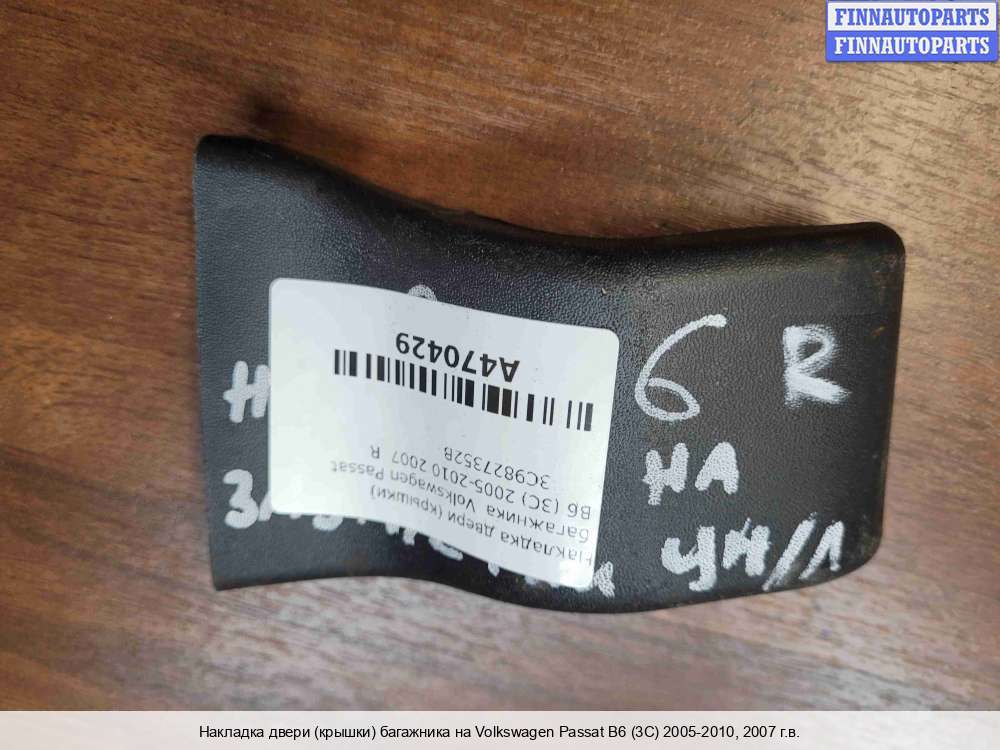 FINNAUTOPARTS
FINNAUTOPARTS
6 R
НА
УН/Л
A470429
Накладка двери (крышки)
багажника Volkswagen Passat
B6 (3C) 2005-2010 2007 R
3C9827352B
Накладка двери (крышки) багажника на Volkswagen Passat B6 (3C) 2005-2010, 2007 г.в.